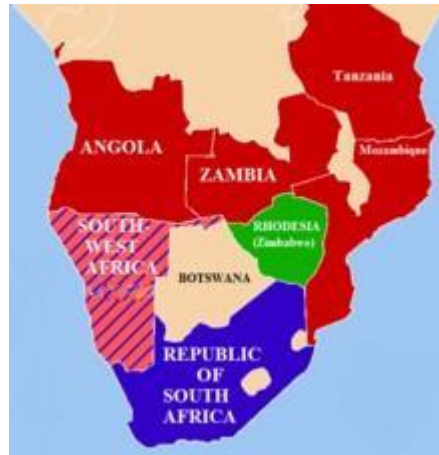 Tanzania
ANGOLA
Mozambique
ZAMBIA
SOUTH-
WEST
AFRICA
RHODESIA
(Zimbabwe)
BOTSWANA
REPUBLIC
OF
SOUTH
AFRICA